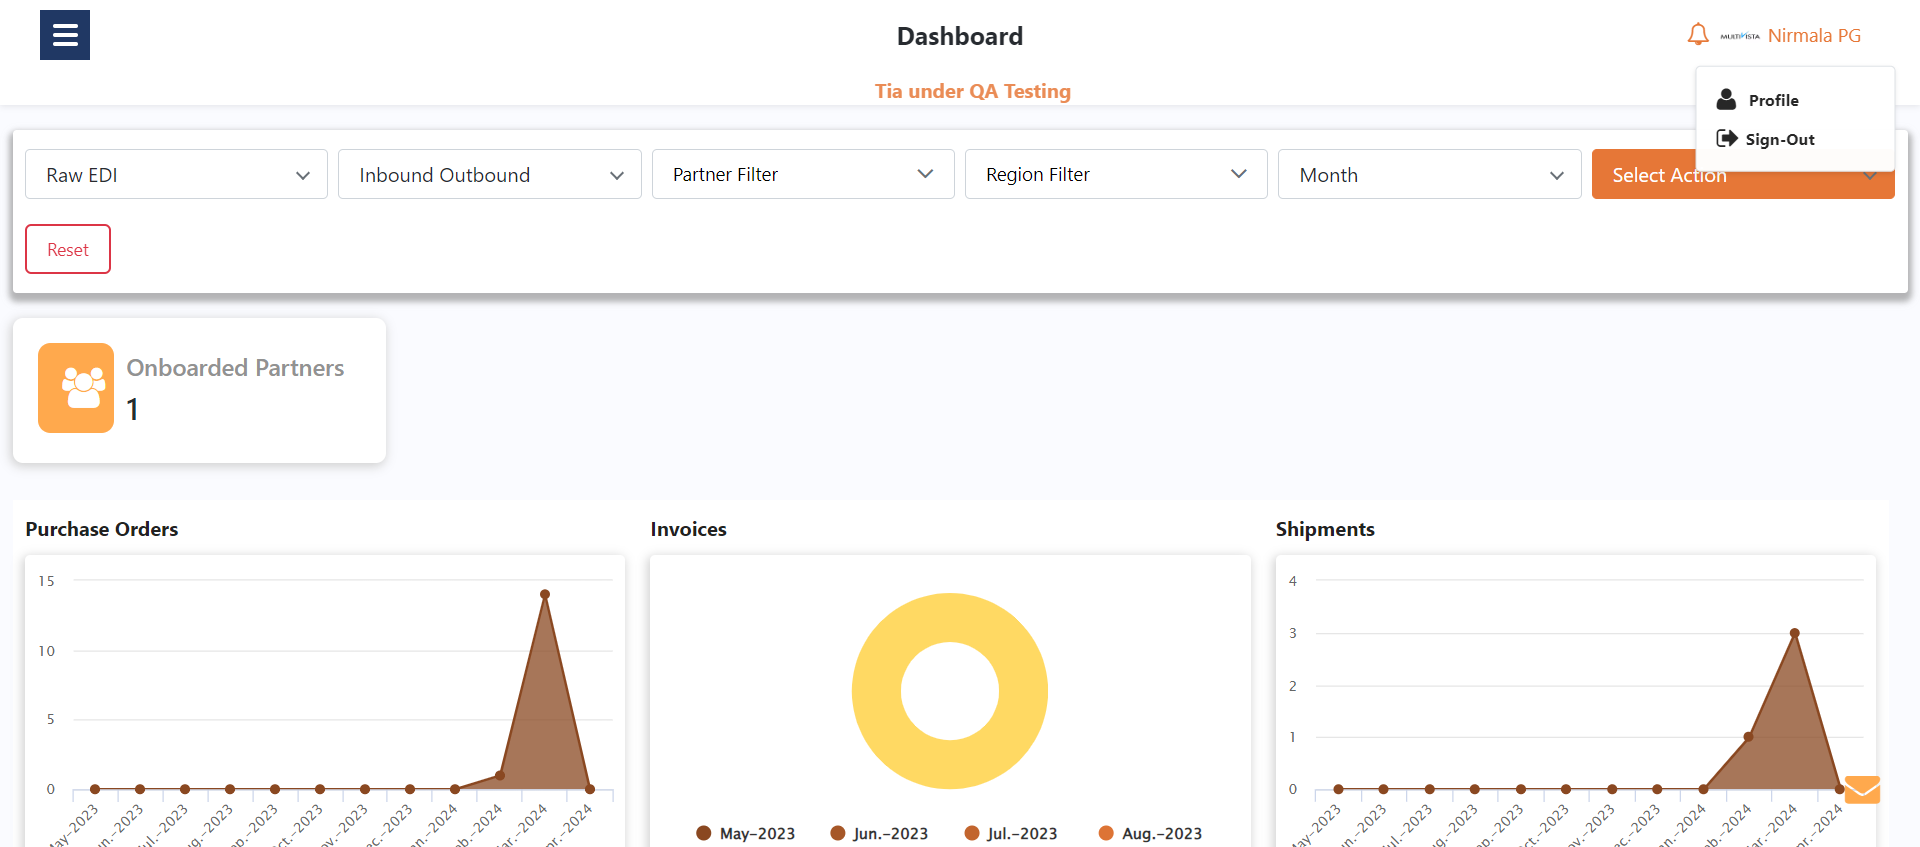 Dashboard
MULTIVISTA
Nirmala PG
Tia under QA Testing
Profile
Sign-Out
Raw EDI
Inbound Outbound
Partner Filter
Region Filter
Month
Select Action
Reset
Onboarded Partners
1
Purchase Orders
15
10
5
0
ay-2023
un.-2023
ul.-2023
ug.-2023
ep.-2023
ct.-2023
ov.-2023
ec.-2023
an.-2024
eb.-2024
ar.-2024
pr.-2024
Invoices
May-2023
Jun.-2023
Jul.-2023
Aug.-2023
Shipments
4
3
2
1
0
ay-2023
un.-2023
ul.-2023
ug.-2023
ep.-2023
ct.-2023
ov.-2023
ec.-2023
an.-2024
eb.-2024
ar.-2024
pr.-2024